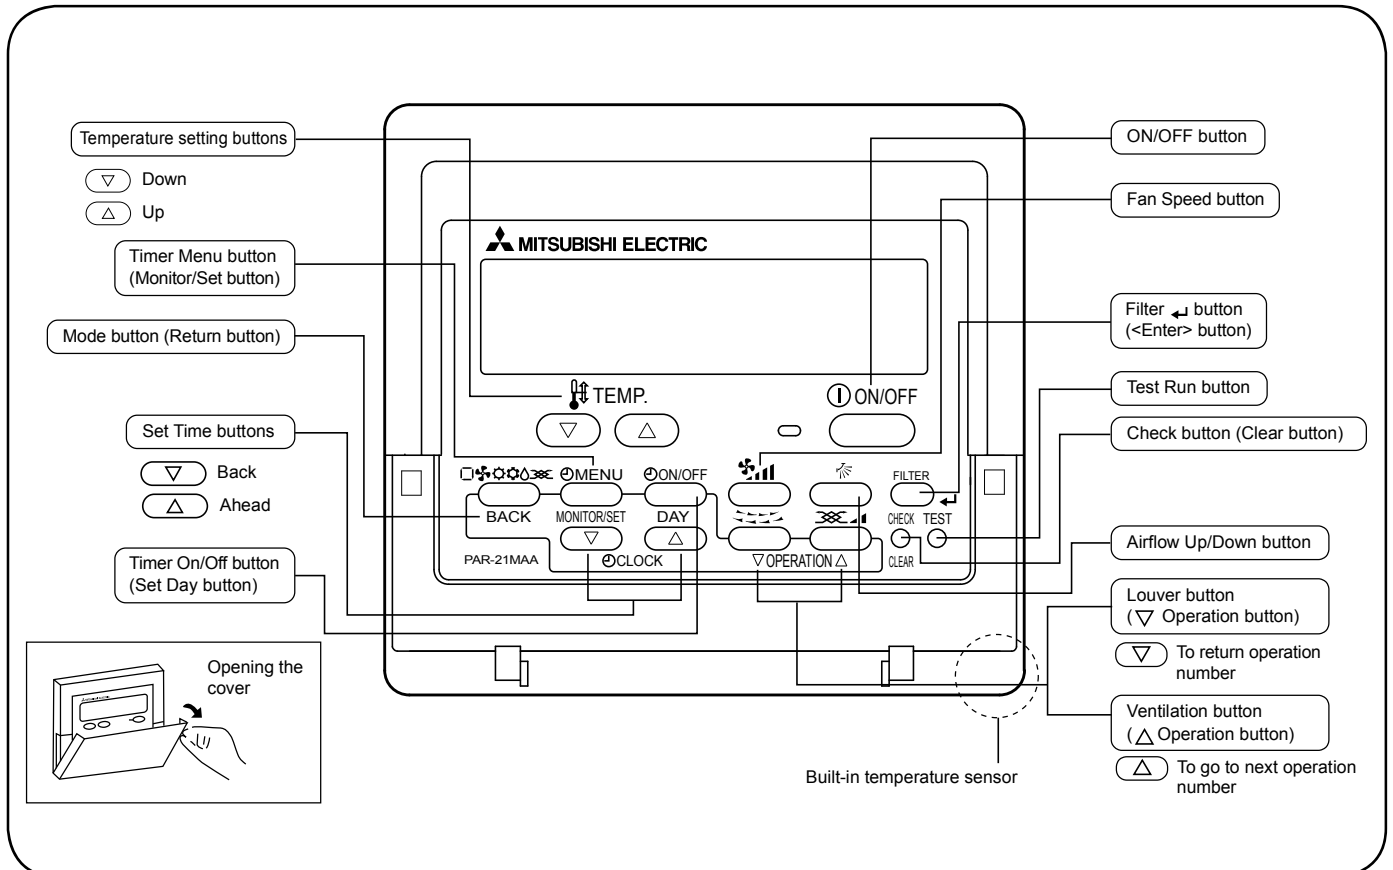 Temperature setting buttons
▽ Down
△ Up
Timer Menu button
(Monitor/Set button)
Mode button (Return button)
Set Time buttons
▽ Back
△ Ahead
Timer On/Off button
(Set Day button)
Opening the
cover
MITSUBISHI ELECTRIC
TEMP.
ON/OFF
▽ △
MENU ON/OFF FILTER
BACK MONITOR/SET DAY CHECK TEST
▽ △
PAR-21MAA CLOCK ▽ OPERATION △ CLEAR
ON/OFF button
Fan Speed button
Filter ↵ button
(<Enter> button)
Test Run button
Check button (Clear button)
Airflow Up/Down button
Louver button
(▽ Operation button)
▽ To return operation
number
Ventilation button
(△ Operation button)
△ To go to next operation
number
Built-in temperature sensor